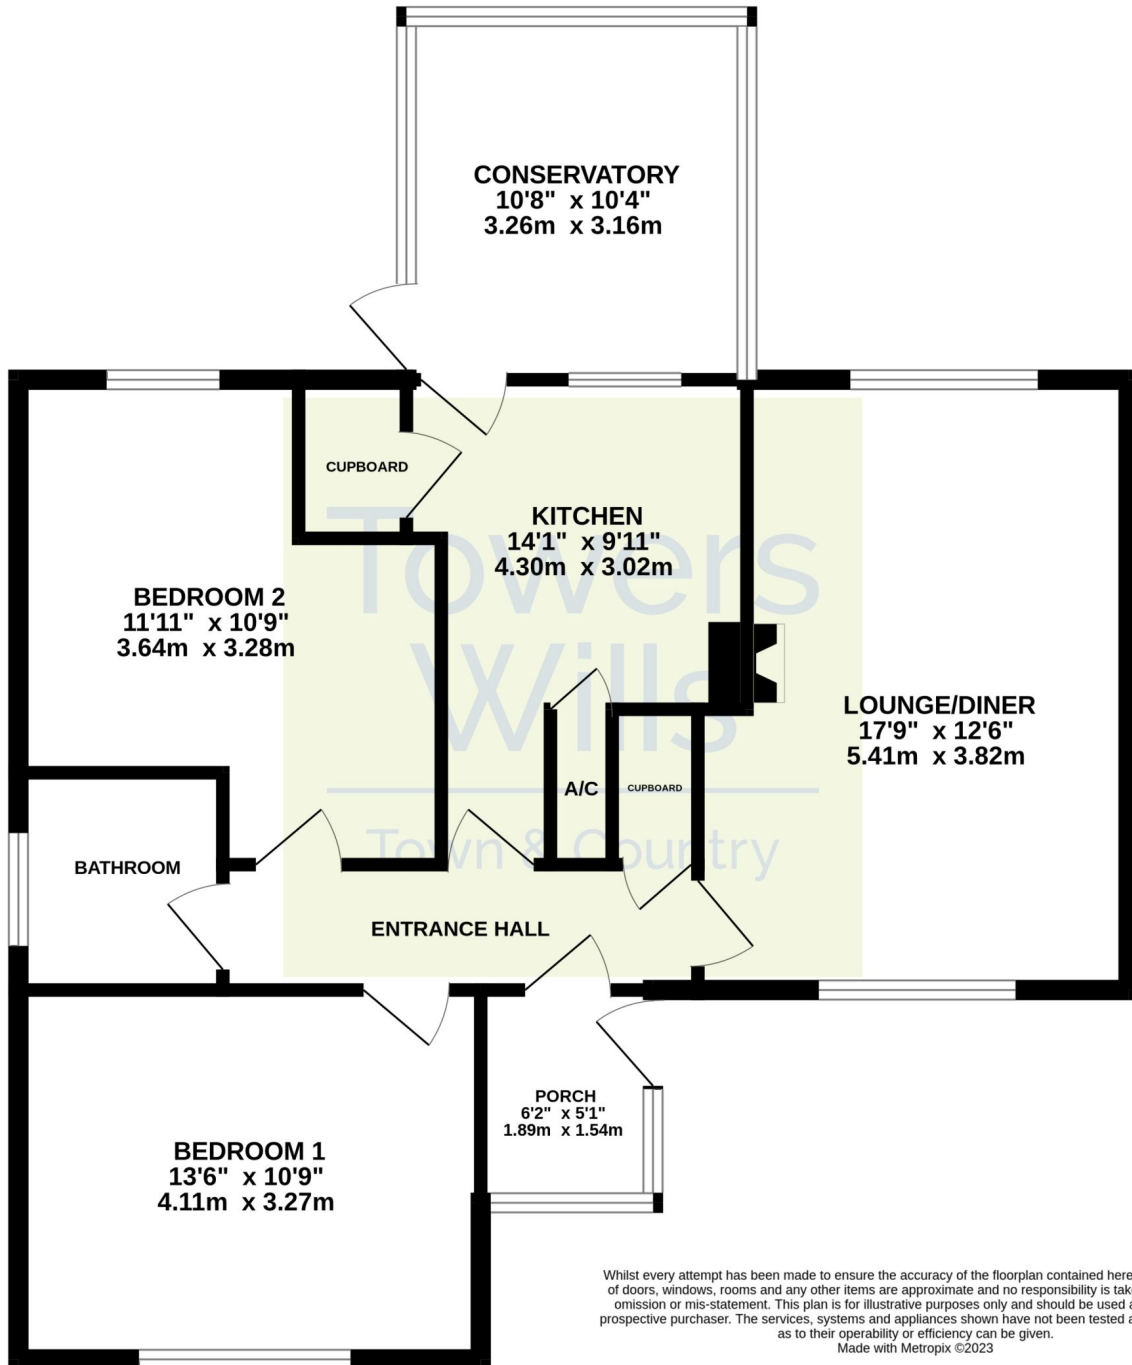 CONSERVATORY
10'8" x 10'4"
3.26m x 3.16m
CUPBOARD
KITCHEN
14'1" x 9'11"
4.30m x 3.02m
Towers
Wills
Town & Country
BEDROOM 2
11'11" x 10'9"
3.64m x 3.28m
LOUNGE/DINER
17'9" x 12'6"
5.41m x 3.82m
A/C
CUPBOARD
BATHROOM
ENTRANCE HALL
PORCH
6'2" x 5'1"
1.89m x 1.54m
BEDROOM 1
13'6" x 10'9"
4.11m x 3.27m
Whilst every attempt has been made to ensure the accuracy of the floorplan contained here
of doors, windows, rooms and any other items are approximate and no responsibility is tak
omission or mis-statement. This plan is for illustrative purposes only and should be used a
prospective purchaser. The services, systems and appliances shown have not been tested a
as to their operability or efficiency can be given.
Made with Metropix ©2023